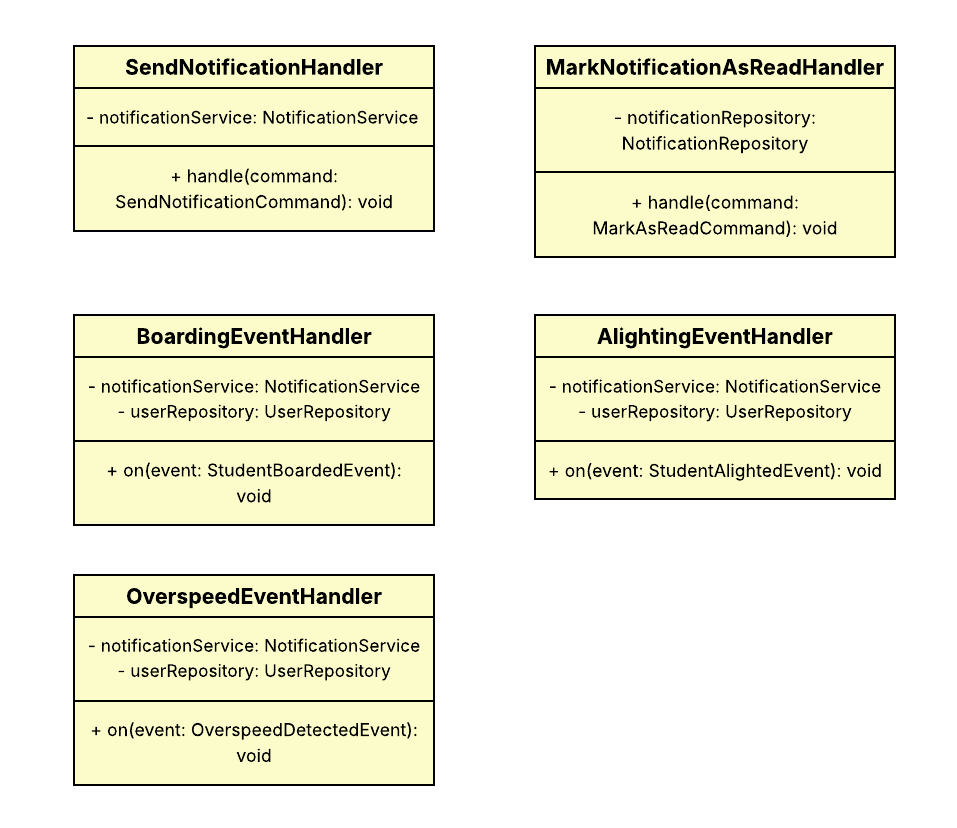 SendNotificationHandler
- notificationService: NotificationService
+ handle(command:
SendNotificationCommand): void
MarkNotificationAsReadHandler
- notificationRepository:
NotificationRepository
+ handle(command:
MarkAsReadCommand): void
BoardingEventHandler
- notificationService: NotificationService
- userRepository: UserRepository
+ on(event: StudentBoardedEvent):
void
AlightingEventHandler
- notificationService: NotificationService
- userRepository: UserRepository
+ on(event: StudentAlightedEvent): void
OverspeedEventHandler
- notificationService: NotificationService
- userRepository: UserRepository
+ on(event: OverspeedDetectedEvent):
void